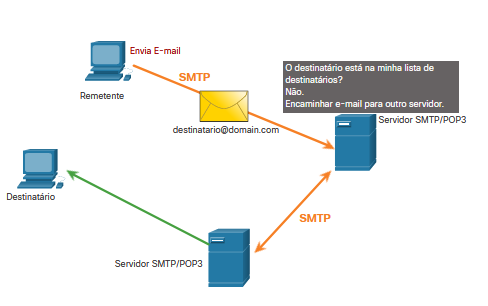 Envia E-mail
SMTP
Remetente
O destinatário está na minha lista de
destinatários?
Não.
Encaminhar e-mail para outro servidor.
destinatario@domain.com
Servidor SMTP/POP3
Destinatário
SMTP
Servidor SMTP/POP3